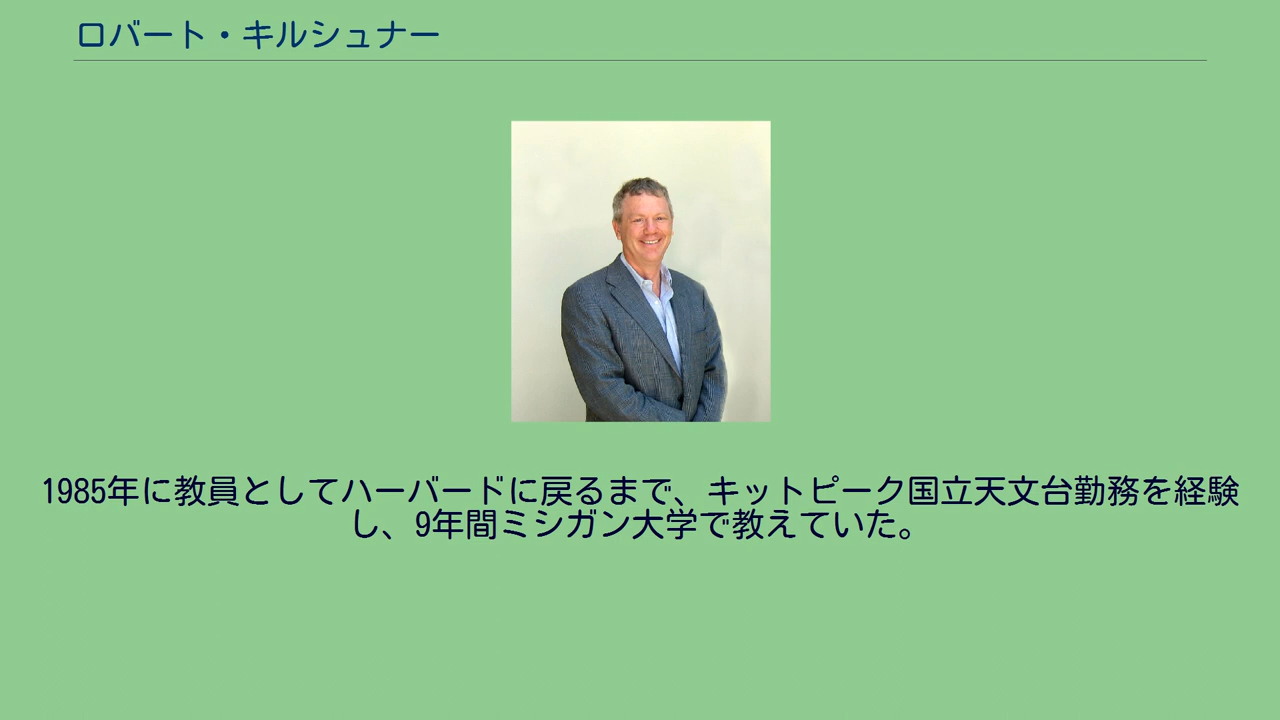 ロバート・キルシュナー
1985年に教員としてハーバードに戻るまで、キットピーク国立天文台勤務を経験
し、9年間ミシガン大学で教えていた。